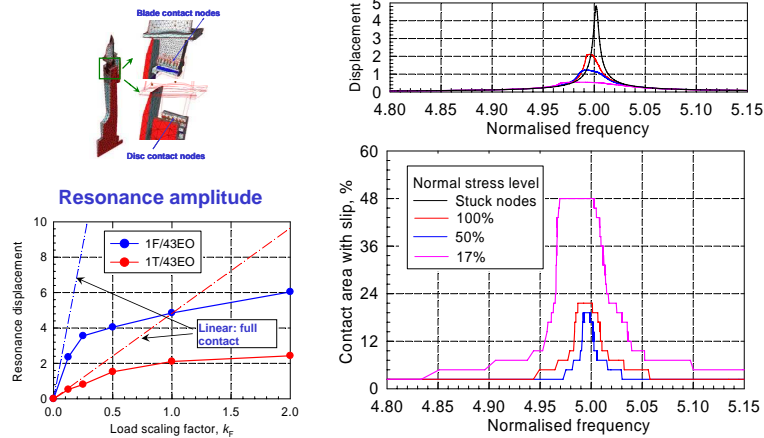 Blade contact nodes
Disc contact nodes
Resonance amplitude
Resonance displacement
10
8
6
4
2
0
1F/43EO
1T/43EO
Linear: full
contact
0.0 0.5 1.0 1.5 2.0
Load scaling factor, kF
Displacement
5
4
3
2
1
0
4.80 4.85 4.90 4.95 5.00 5.05 5.10 5.15
Normalised frequency
Contact area with slip, %
60
48
36
24
12
0
Normal stress level
Stuck nodes
100%
50%
17%
4.80 4.85 4.90 4.95 5.00 5.05 5.10 5.15
Normalised frequency